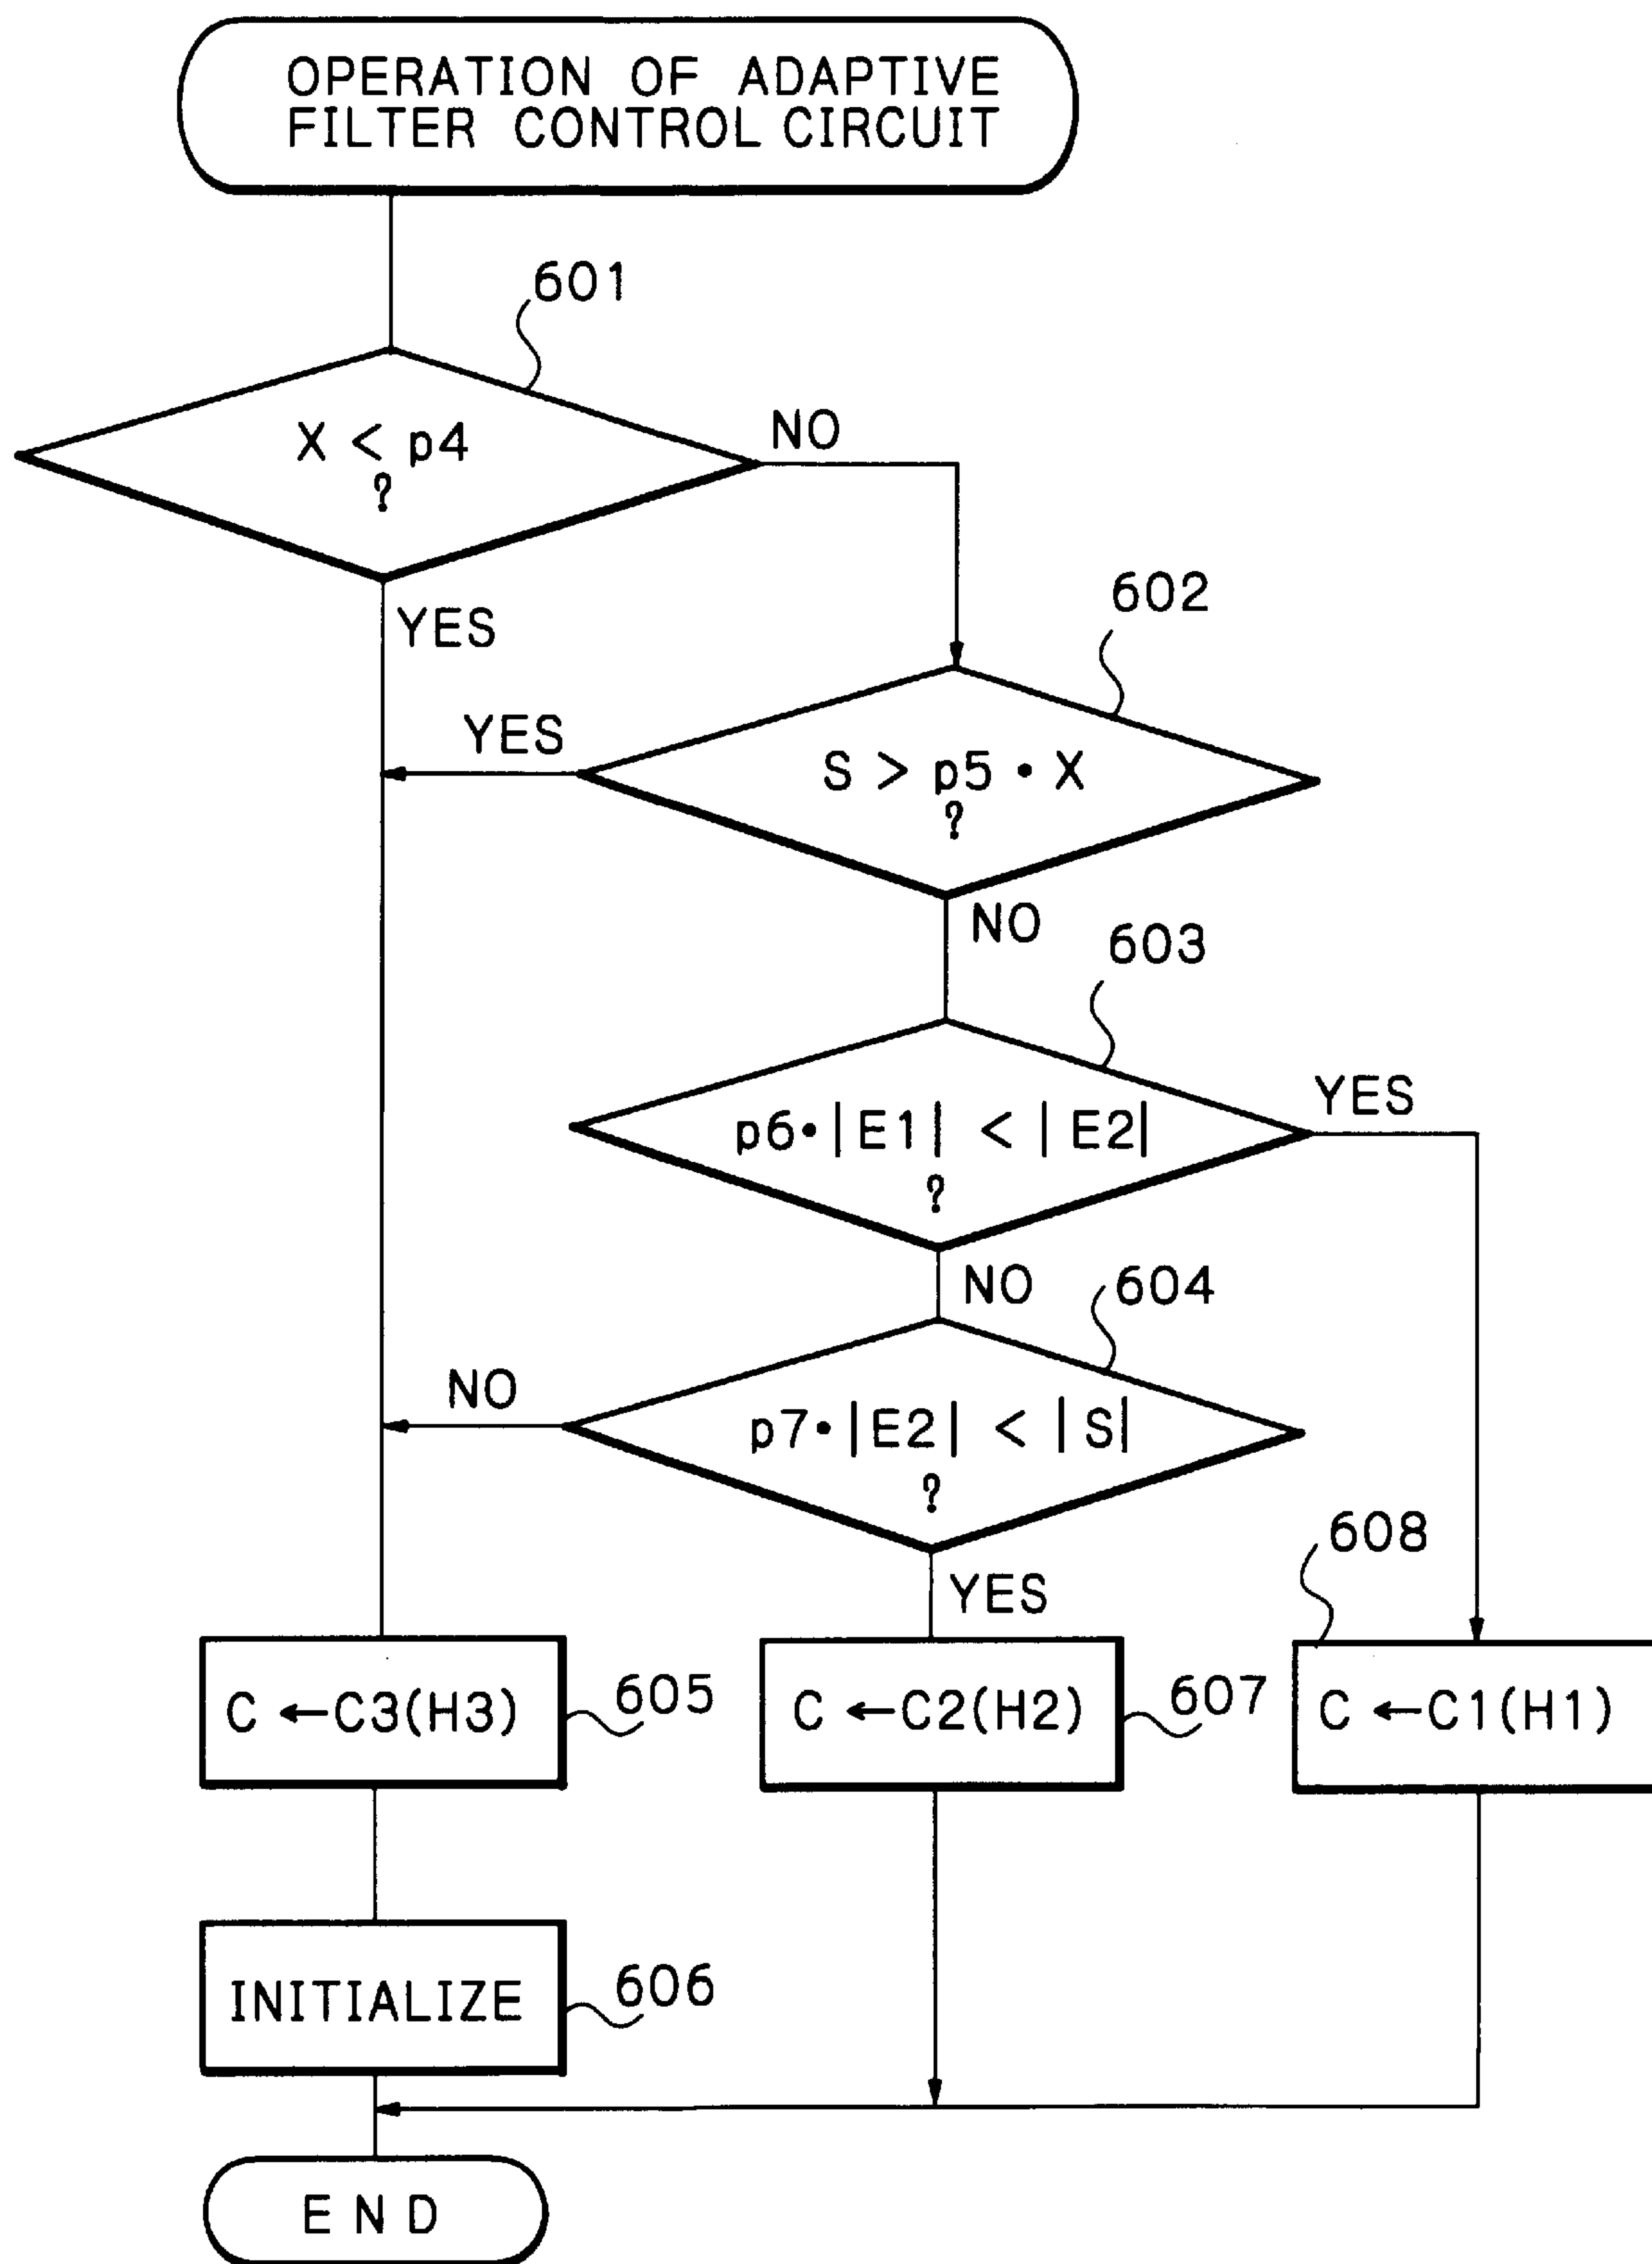 OPERATION OF ADAPTIVE
FILTER CONTROL CIRCUIT
601
X < p4
?
NO
YES
602
YES
S > p5 • X
?
NO
603
YES
p6•|E1| < |E2|
?
NO
604
NO
p7•|E2| < |S|
?
YES
608
C ←C3(H3)
605
C ←C2(H2)
607
C ←C1(H1)
INITIALIZE
606
END